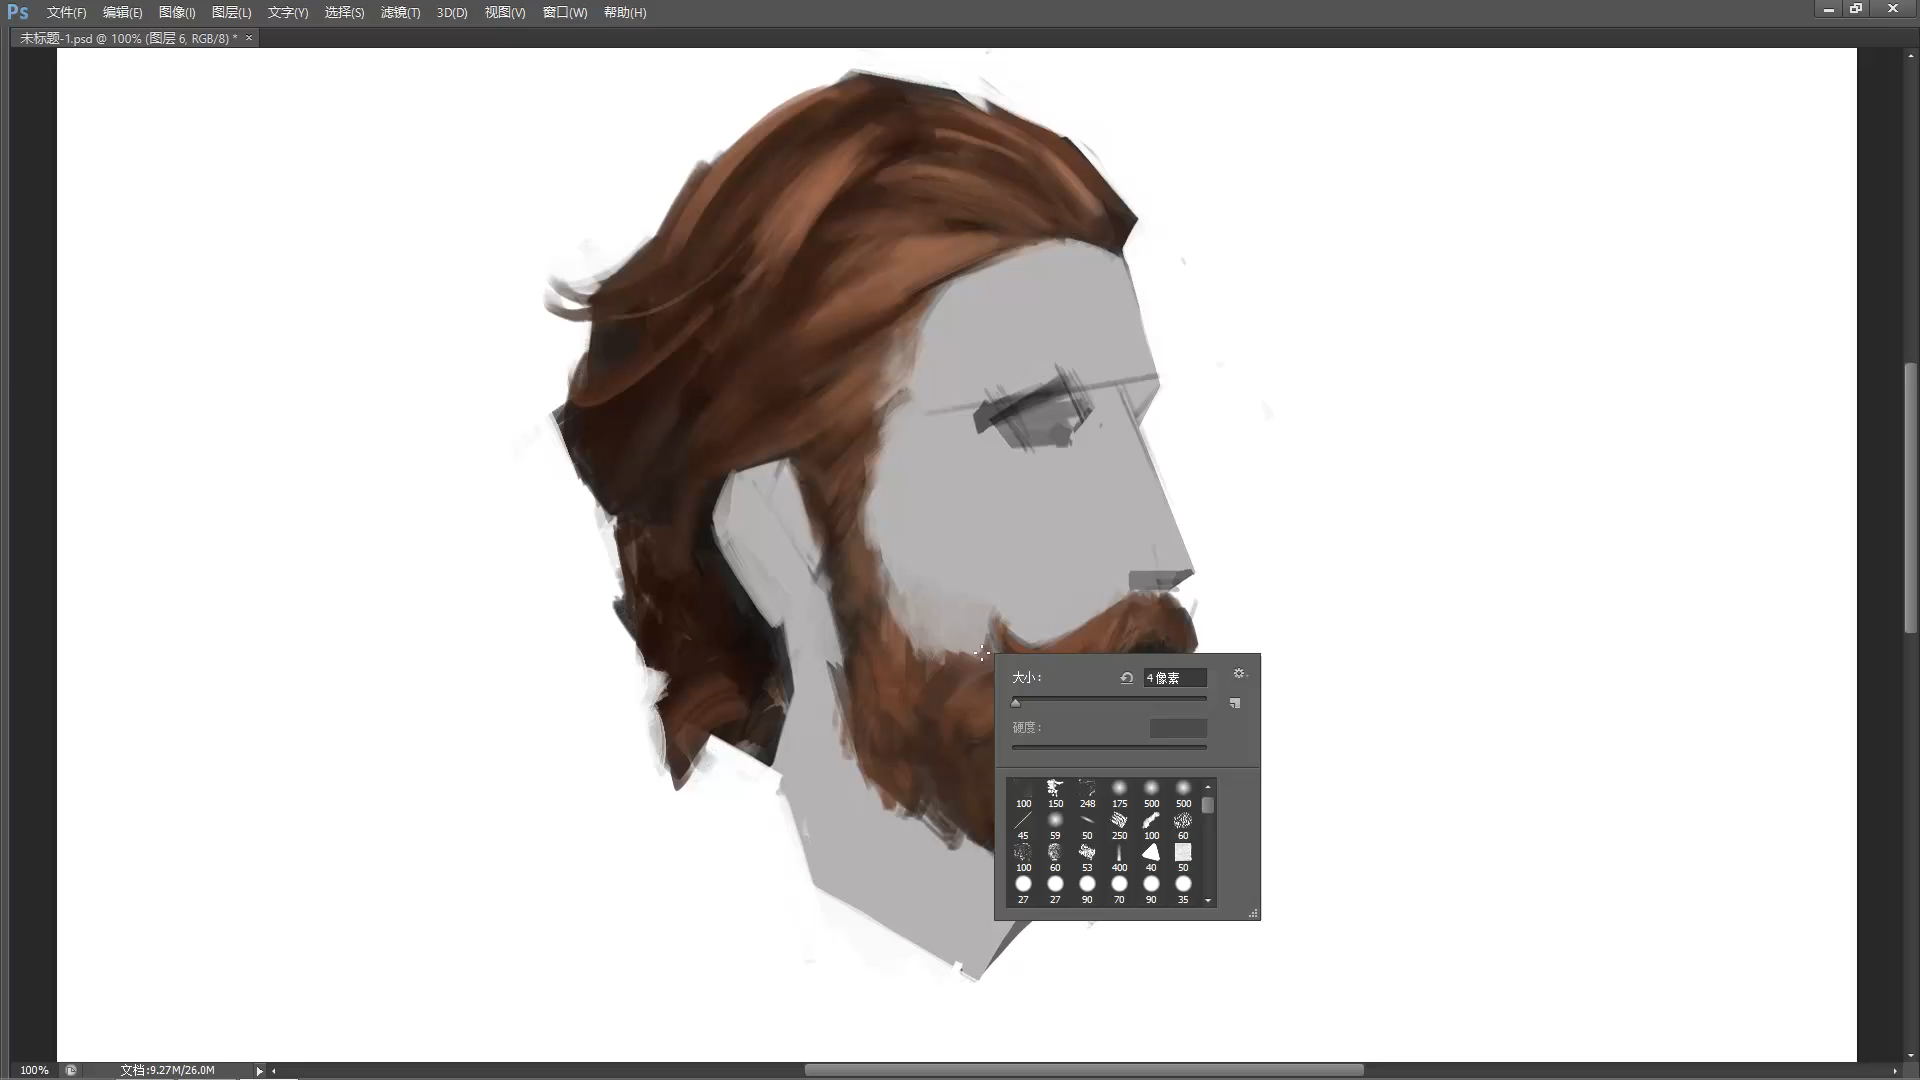 Ps 文件(F) 编辑(E) 图像(I) 图层(L) 文字(Y) 选择(S) 滤镜(T) 3D(D) 视图(V) 窗口(W) 帮助(H)
未标题-1.psd @ 100% (图层 6, RGB/8) * ×
大小: 4 像素
硬度:
100 150 248 175 500 500
45 59 50 250 100 60
100 60 53 400 40 50
27 27 90 70 90 35
100% 文档:9.27M/26.0M